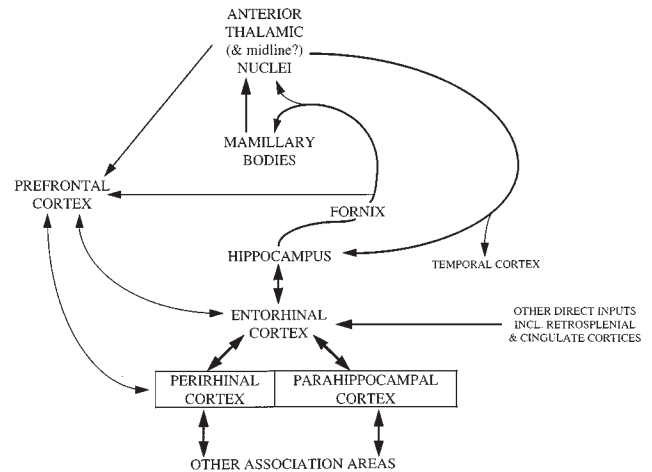 ANTERIOR
THALAMIC
(& midline?)
NUCLEI
MAMILLARY
BODIES
PREFRONTAL
CORTEX
FORNIX
HIPPOCAMPUS
TEMPORAL CORTEX
ENTORHINAL
CORTEX
OTHER DIRECT INPUTS
INCL. RETROSPLENIAL
& CINGULATE CORTICES
PERIRHINAL
CORTEX
PARAHIPPOCAMPAL
CORTEX
OTHER ASSOCIATION AREAS